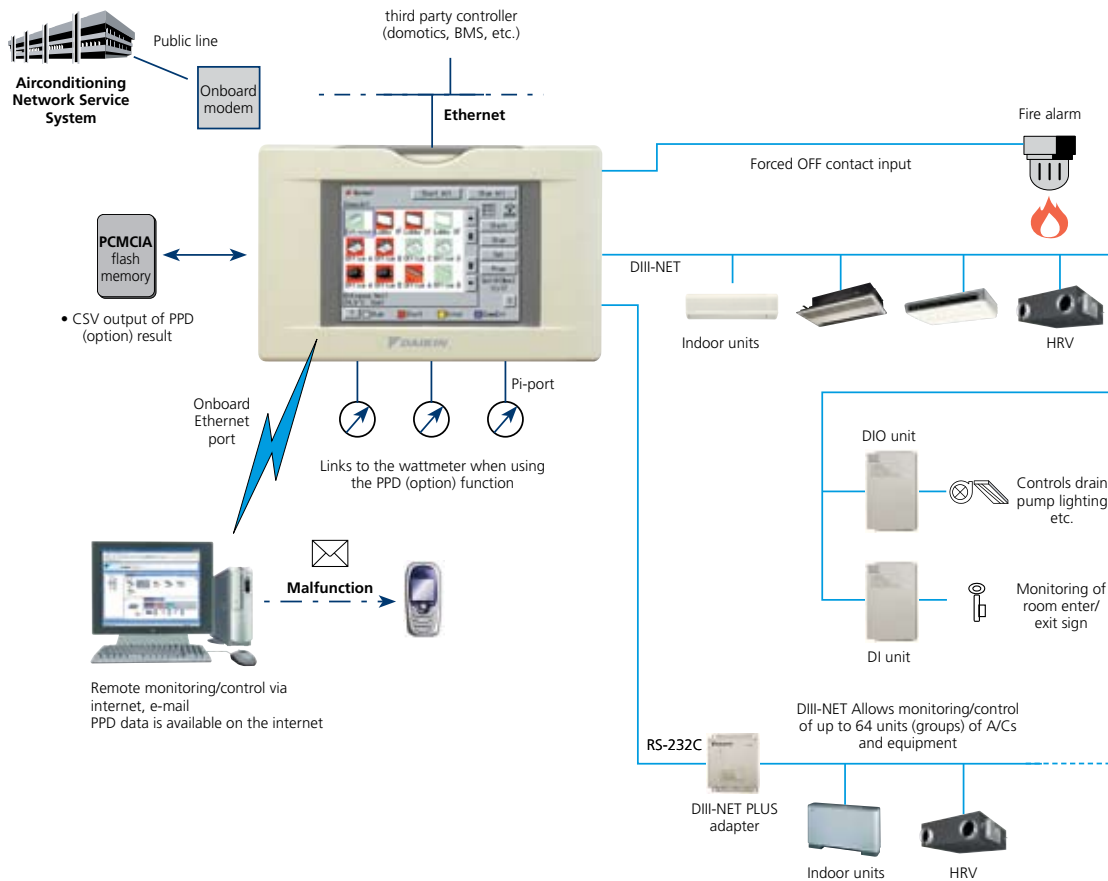 third party controller
(domotics, BMS, etc.)
Public line
Airconditioning
Network Service
System
Onboard
modem
Ethernet
Fire alarm
Forced OFF contact input
PCMCIA
flash
memory
• CSV output of PPD
(option) result
DIII-NET
Indoor units
HRV
DAIKIN
Pi-port
Onboard
Ethernet
port
Links to the wattmeter when using
the PPD (option) function
DIO unit
Controls drain
pump lighting
etc.
Malfunction
Monitoring of
room enter/
exit sign
DI unit
Remote monitoring/control via
internet, e-mail
PPD data is available on the internet
DIII-NET Allows monitoring/control
of up to 64 units (groups) of A/Cs
and equipment
RS-232C
DIII-NET PLUS
adapter
Indoor units
HRV